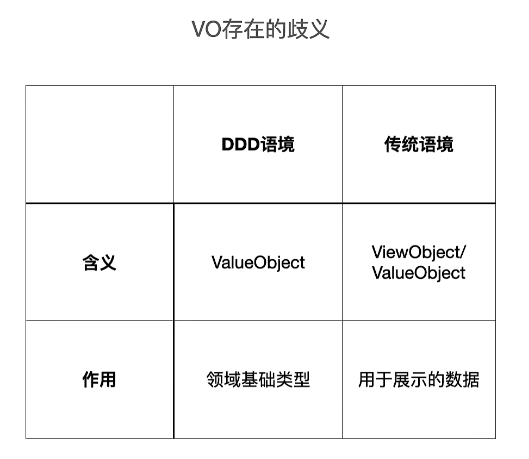 VO存在的歧义
DDD语境
传统语境
含义
ValueObject
ViewObject/
ValueObject
作用
领域基础类型
用于展示的数据